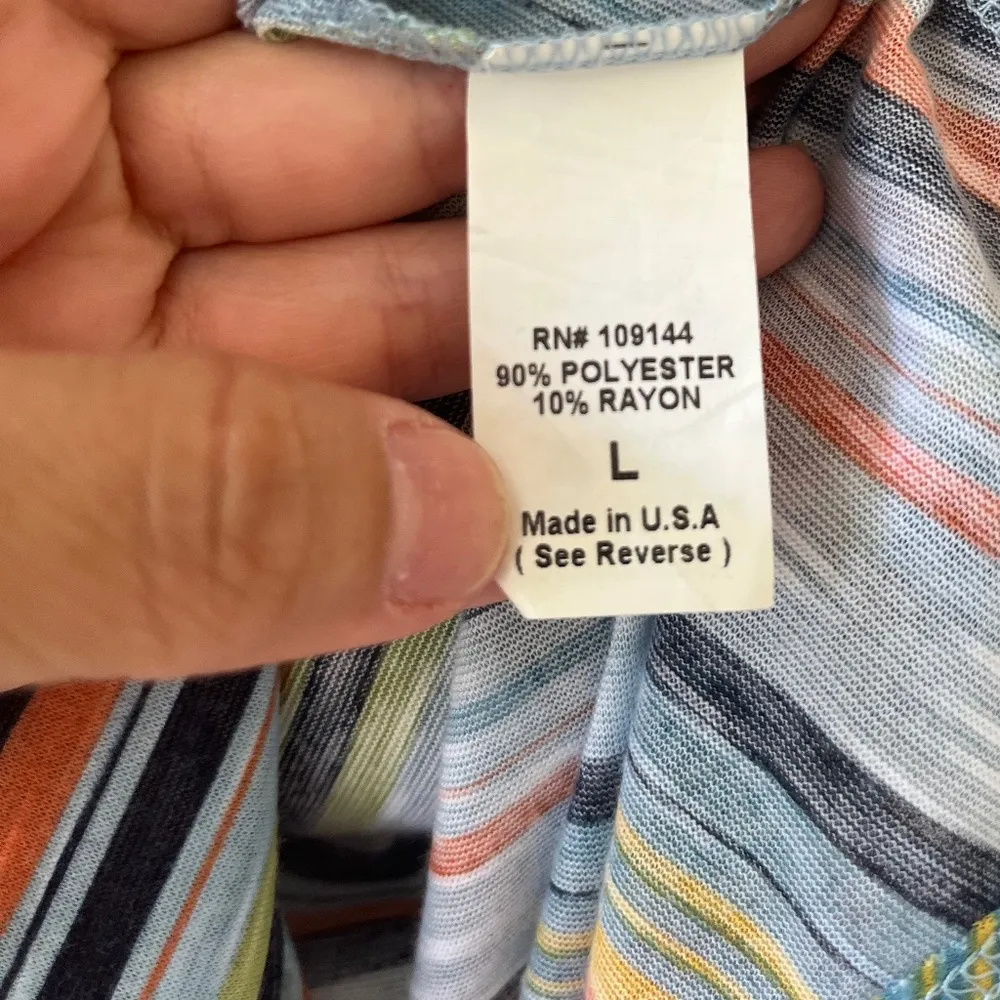 RN# 109144
90% POLYESTER
10% RAYON
L
Made in U.S.A
( See Reverse )